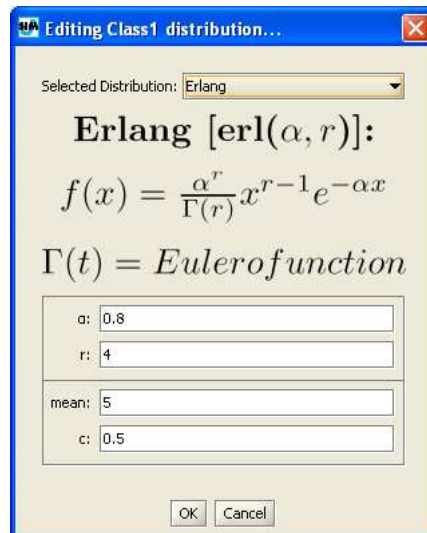 Editing Class1 distribution...
Selected Distribution: Erlang
Erlang [erl(α, r)]:
f(x) = \frac{α^r}{Γ(r)} x^{r−1} e^{−αx}
Γ(t) = Eulerofunction
α: 0.8
r: 4
mean: 5
c: 0.5
OK Cancel